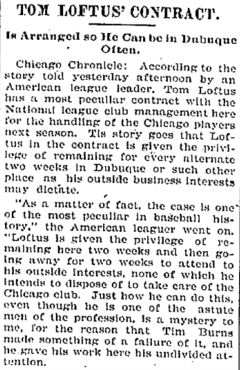 TOM LOFTUS' CONTRACT.
Is Arranged so He Can be in Dubuque
Often.
Chicago Chronicle: According to the
story told yesterday afternoon by an
American league leader, Tom Loftus
has a most peculiar contract with the
National league club management here
for the handling of the Chicago players
next season. Tis story goes that Lof-
tus in the contract is given the privi-
lege of remaining for every alternate
two weeks in Dubuque or such other
place as his outside business interests
may dictate.
"As a matter of fact, the case is one
of the most peculiar in baseball his-
tory," the American leaguer went on.
"Loftus is given the privilege of re-
maining here two weeks and then go-
ing away for two weeks to attend to
his outside interests, none of which he
intends to dispose of to take care of the
Chicago club. Just how he can do this,
even though he is one of the astute
men of the profession, is a mystery to
me, for the reason that Tim Burns
made something of a failure of it, and
he gave his work here his undivided at-
tention.